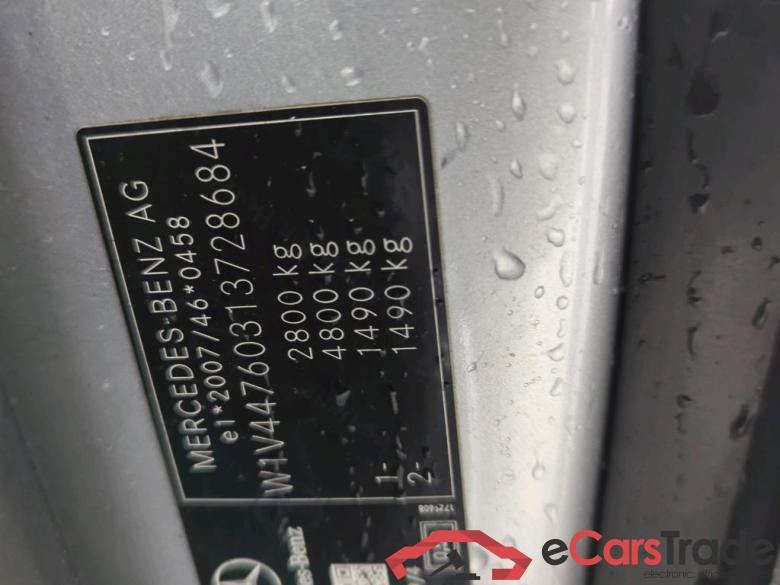 MERCEDES-BENZ AG
e1*2007/46*0458
W1V44760313728684
2800 kg
4800 kg
1- 1490 kg
2- 1490 kg
eCarsTrade